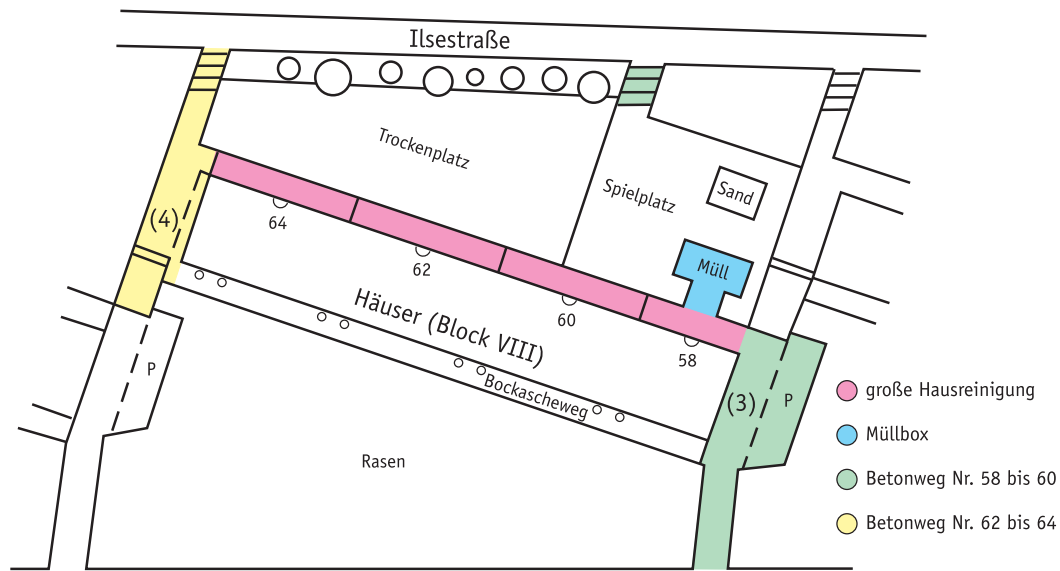 Ilsestraße
Trockenplatz
Spielplatz
Sand
(4)
64
62
Müll
Häuser (Block VIII)
60
58
P
Bockascheweg
(3)
P
Rasen
große Hausreinigung
Müllbox
Betonweg Nr. 58 bis 60
Betonweg Nr. 62 bis 64